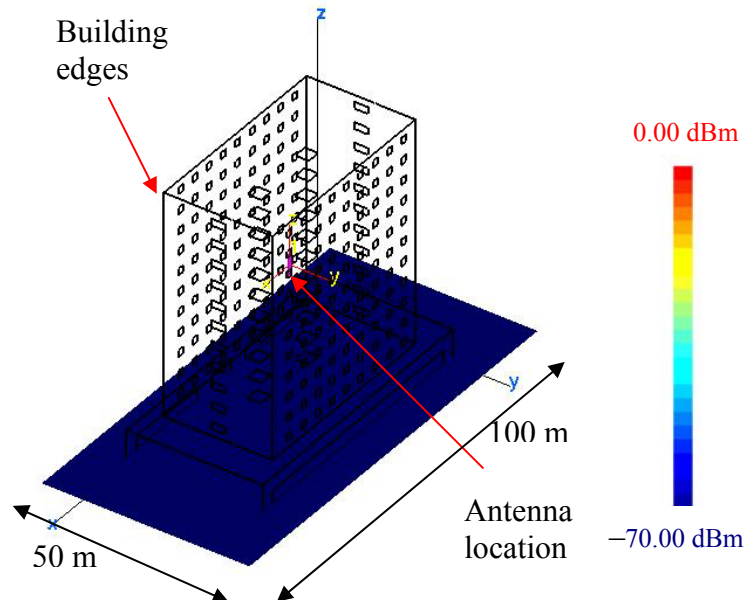 z
Building
edges
0.00 dBm
y
y
100 m
x
50 m
Antenna
location
−70.00 dBm